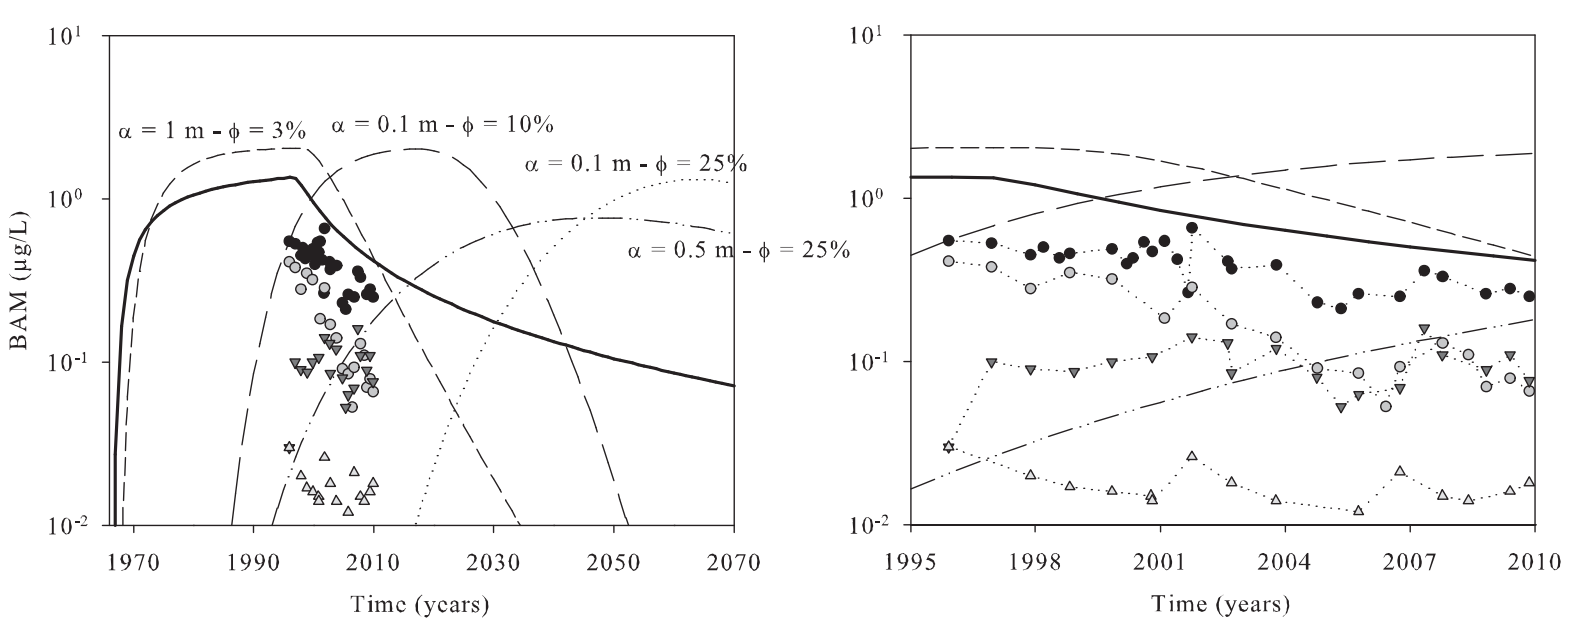 BAM (µg/L)
10¹
10⁰
10⁻¹
10⁻²
α = 1 m - ϕ = 3%
α = 0.1 m - ϕ = 10%
α = 0.1 m - ϕ = 25%
α = 0.5 m - ϕ = 25%
1970 1990 2010 2030 2050 2070
Time (years)
10¹
10⁰
10⁻¹
10⁻²
1995 1998 2001 2004 2007 2010
Time (years)